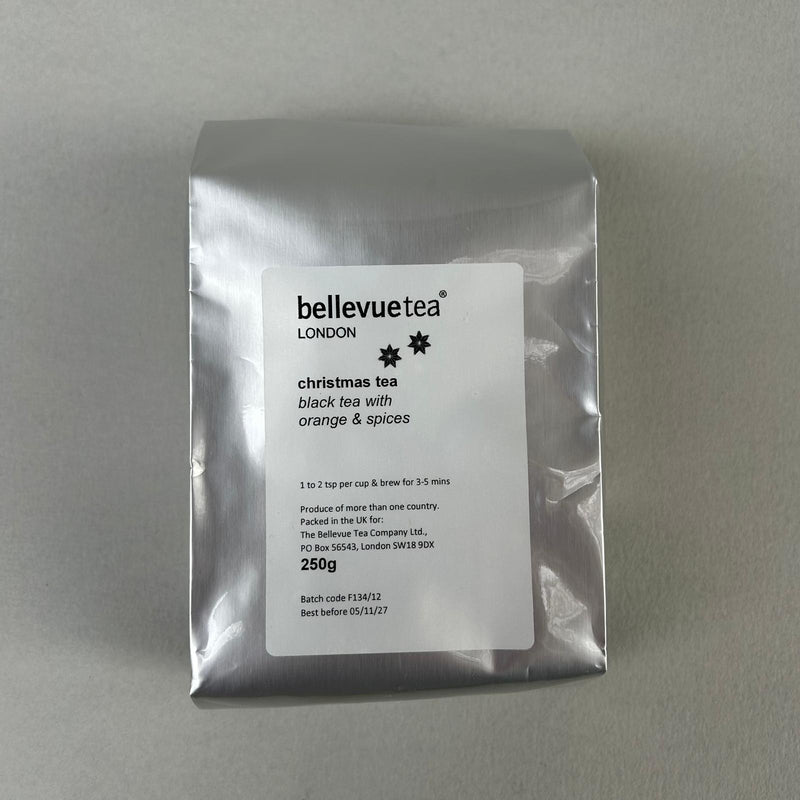 bellevuetea®
LONDON
christmas tea
black tea with
orange & spices
1 to 2 tsp per cup & brew for 3-5 mins
Produce of more than one country.
Packed in the UK for:
The Bellevue Tea Company Ltd.,
PO Box 56543, London SW18 9DX
250g
Batch code F134/12
Best before 05/11/27